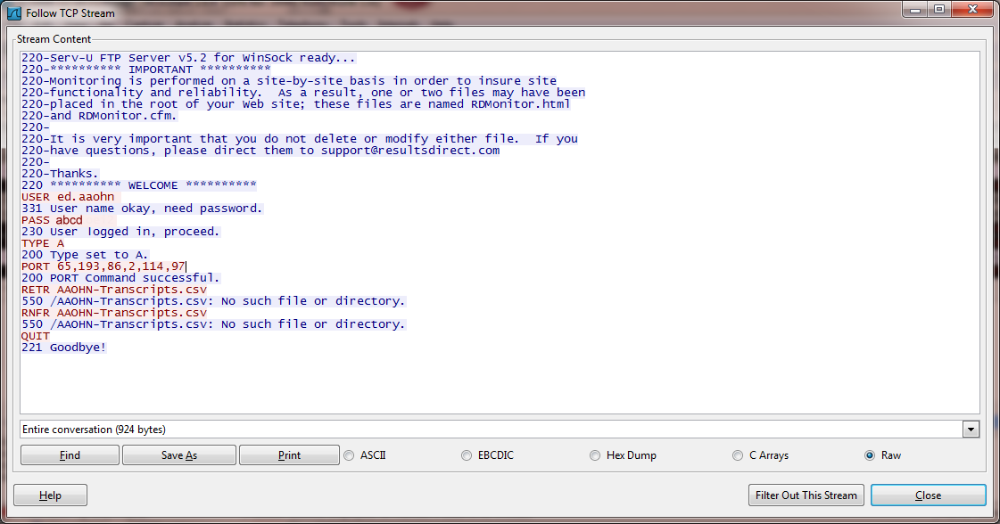 Follow TCP Stream
Stream Content
220-Serv-U FTP Server v5.2 for WinSock ready...
220-********** IMPORTANT **********
220-Monitoring is performed on a site-by-site basis in order to insure site
220-functionality and reliability.  As a result, one or two files may have been
220-placed in the root of your Web site; these files are named RDMonitor.html
220-and RDMonitor.cfm.
220-
220-It is very important that you do not delete or modify either file.  If you
220-have questions, please direct them to support@resultsdirect.com
220-
220-Thanks.
220 ********** WELCOME **********
USER ed.aaohn
331 User name okay, need password.
PASS abcd
230 User logged in, proceed.
TYPE A
200 Type set to A.
PORT 65,193,86,2,114,97
200 PORT Command successful.
RETR AAOHN-Transcripts.csv
550 /AAOHN-Transcripts.csv: No such file or directory.
RNFR AAOHN-Transcripts.csv
550 /AAOHN-Transcripts.csv: No such file or directory.
QUIT
221 Goodbye!
Entire conversation (924 bytes)
Find Save As Print ASCII EBCDIC Hex Dump C Arrays Raw
Help Filter Out This Stream Close